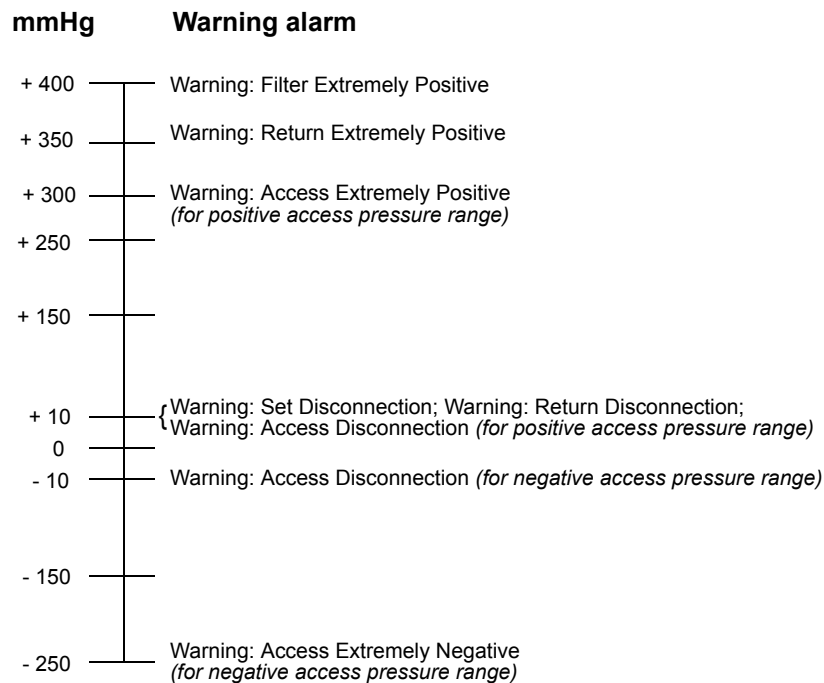 mmHg Warning alarm
+ 400 Warning: Filter Extremely Positive
+ 350 Warning: Return Extremely Positive
+ 300 Warning: Access Extremely Positive
(for positive access pressure range)
+ 250
+ 150
+ 10 { Warning: Set Disconnection; Warning: Return Disconnection;
Warning: Access Disconnection (for positive access pressure range)
0
- 10 Warning: Access Disconnection (for negative access pressure range)
- 150
- 250 Warning: Access Extremely Negative
(for negative access pressure range)